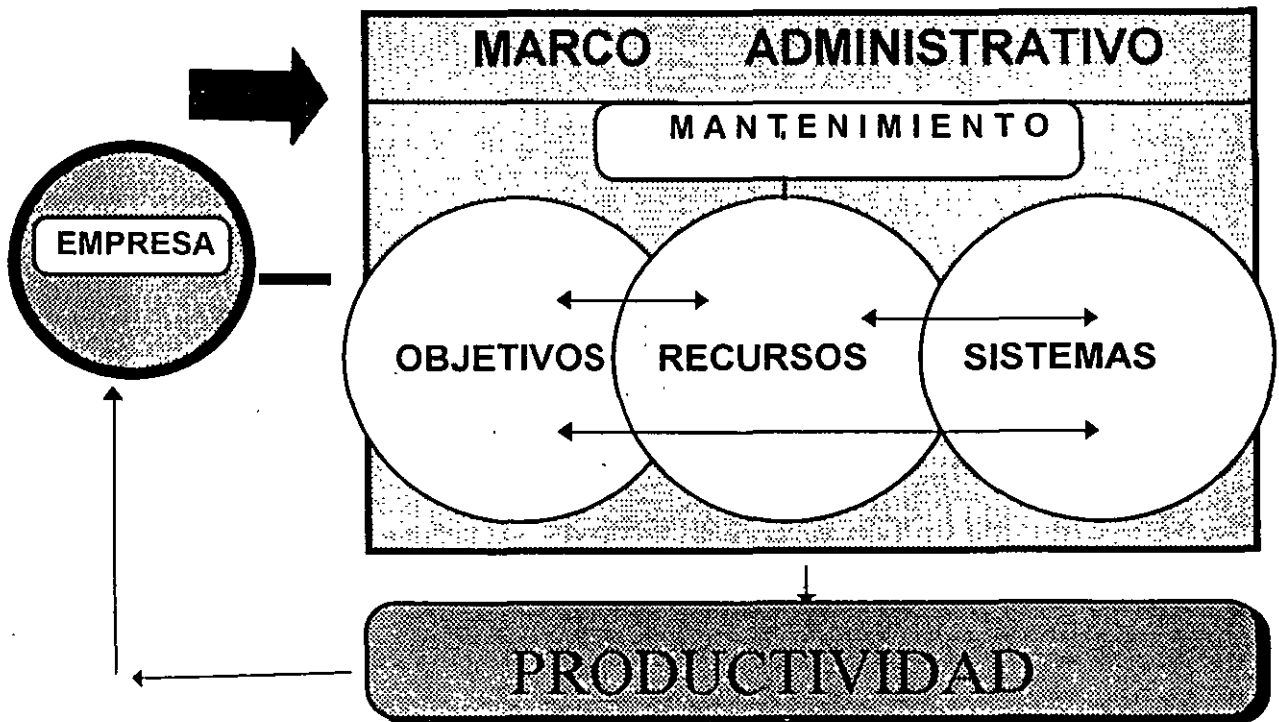 MARCO ADMINISTRATIVO
MANTENIMIENTO
EMPRESA
OBJETIVOS RECURSOS SISTEMAS
PRODUCTIVIDAD